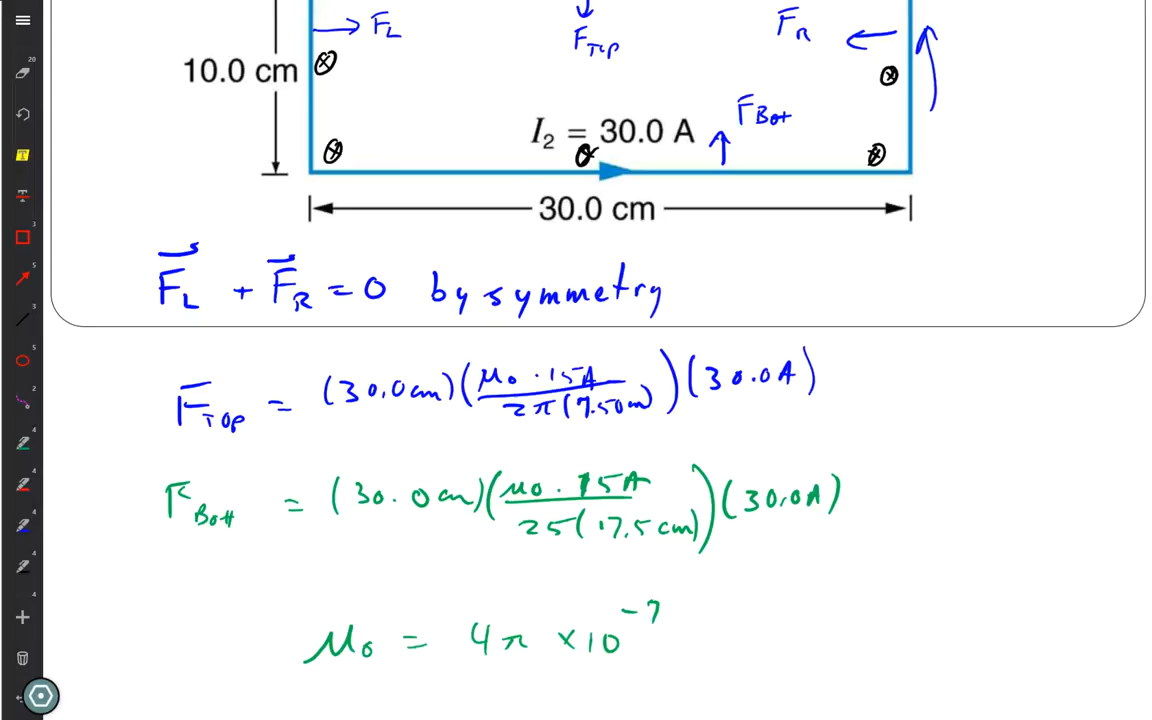 F_L
F_Top
F_R
10.0 cm
F_Bot
I₂ = 30.0 A
30.0 cm
F_L + F_R = 0 by symmetry
F_Top = (30.0cm)(μ₀ · 15A / 2π(7.50cm))(30.0A)
F_Bott = (30.0cm)(μ₀ · 15A / 25(17.5cm))(30.0A)
μ₀ = 4π ×10⁻⁷